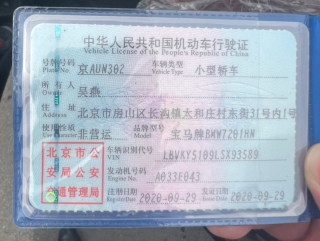 中华人民共和国机动车行驶证
Vehicle License of the People's Republic of China
号牌号码 京AUN302 车辆类型 小型轿车
Plate No. Vehicle Type
所有人 吴燕
住址 北京市房山区长沟镇太和庄村东街31号内1号
使用性质 非营运 品牌型号 宝马牌BMW7201HN
Use Character Model
北京市公安局公安交通管理局
车辆识别代号 LBVKY5109LSX93589
VIN
发动机号码 A033E043
Engine No.
注册日期 2020-09-29 发证日期 2020-09-29
Register Date Issue Date